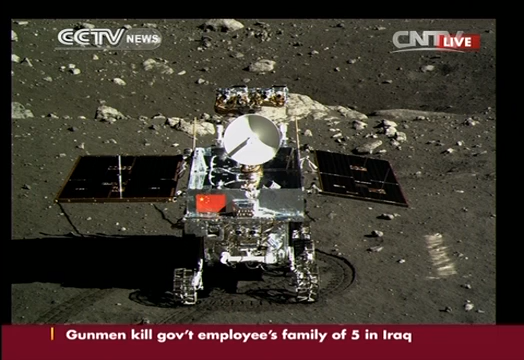 CCTV NEWS
CNTV LIVE
Gunmen kill gov't employee's family of 5 in Iraq